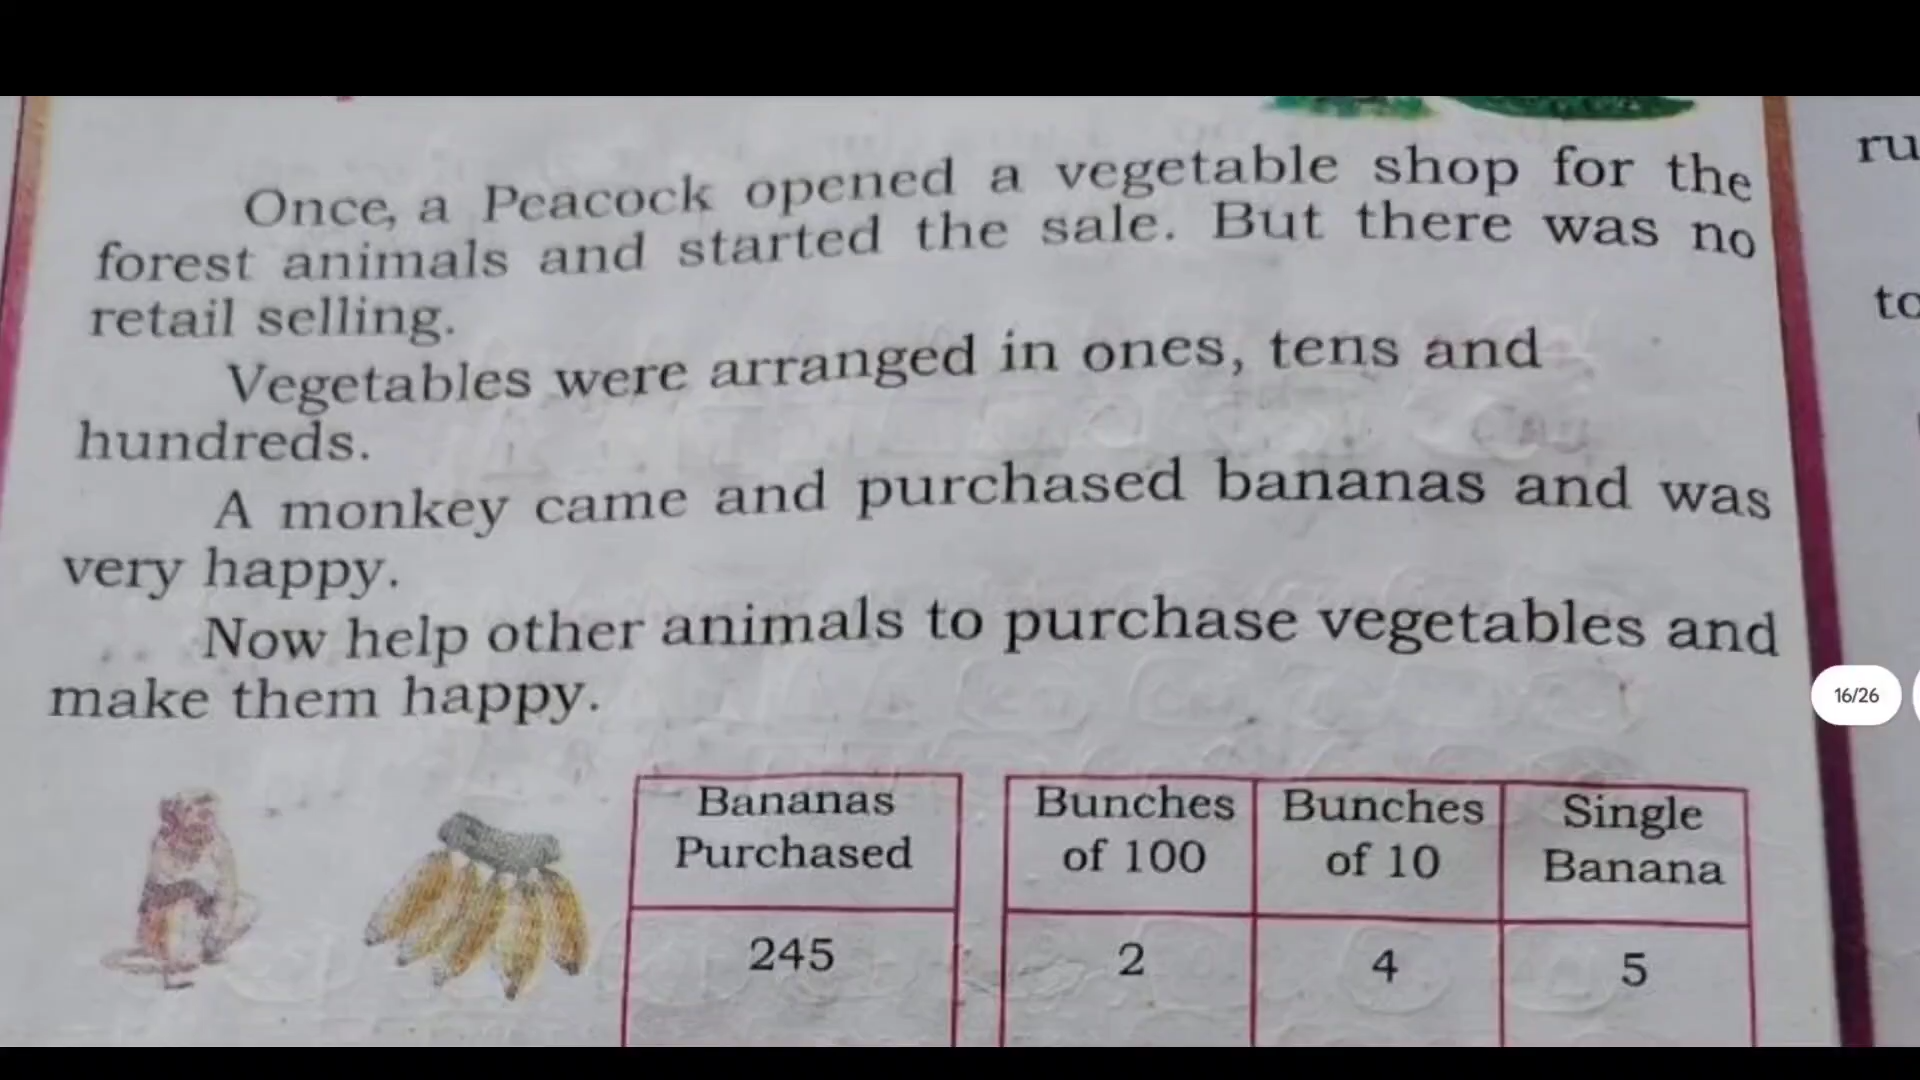 Once, a Peacock opened a vegetable shop for the
forest animals and started the sale. But there was no
retail selling.
Vegetables were arranged in ones, tens and
hundreds.
A monkey came and purchased bananas and was
very happy.
Now help other animals to purchase vegetables and
make them happy.
Bananas Purchased
Bunches of 100
Bunches of 10
Single Banana
245
2
4
5
ru
to
16/26